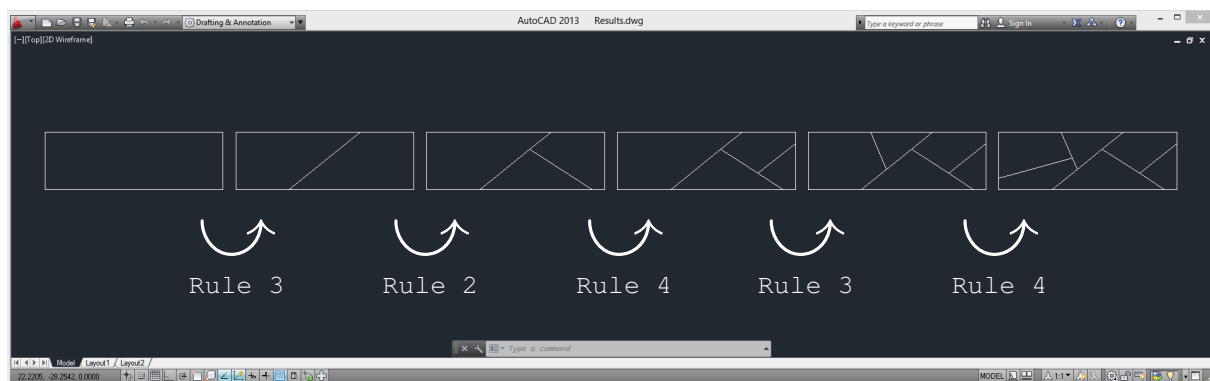 Drafting & Annotation
AutoCAD 2013 Results.dwg
Type a keyword or phrase
Sign In
[−][Top][2D Wireframe]
Rule 3 Rule 2 Rule 4 Rule 3 Rule 4
Type a command
Model Layout1 Layout2
22.2205, -28.2542, 0.0000
MODEL
1:1